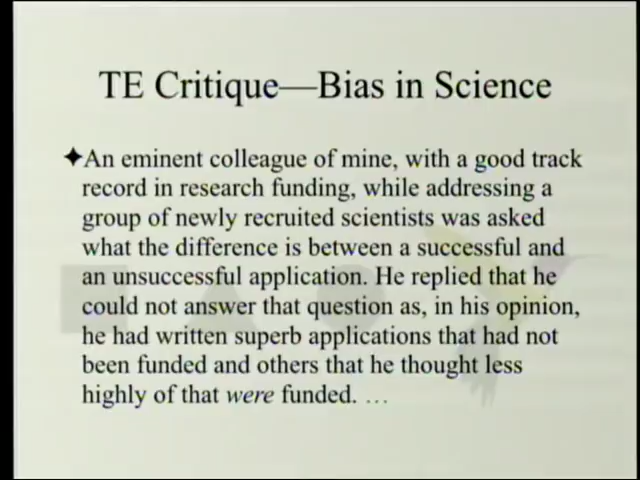 TE Critique—Bias in Science
✦An eminent colleague of mine, with a good track
record in research funding, while addressing a
group of newly recruited scientists was asked
what the difference is between a successful and
an unsuccessful application. He replied that he
could not answer that question as, in his opinion,
he had written superb applications that had not
been funded and others that he thought less
highly of that were funded. …